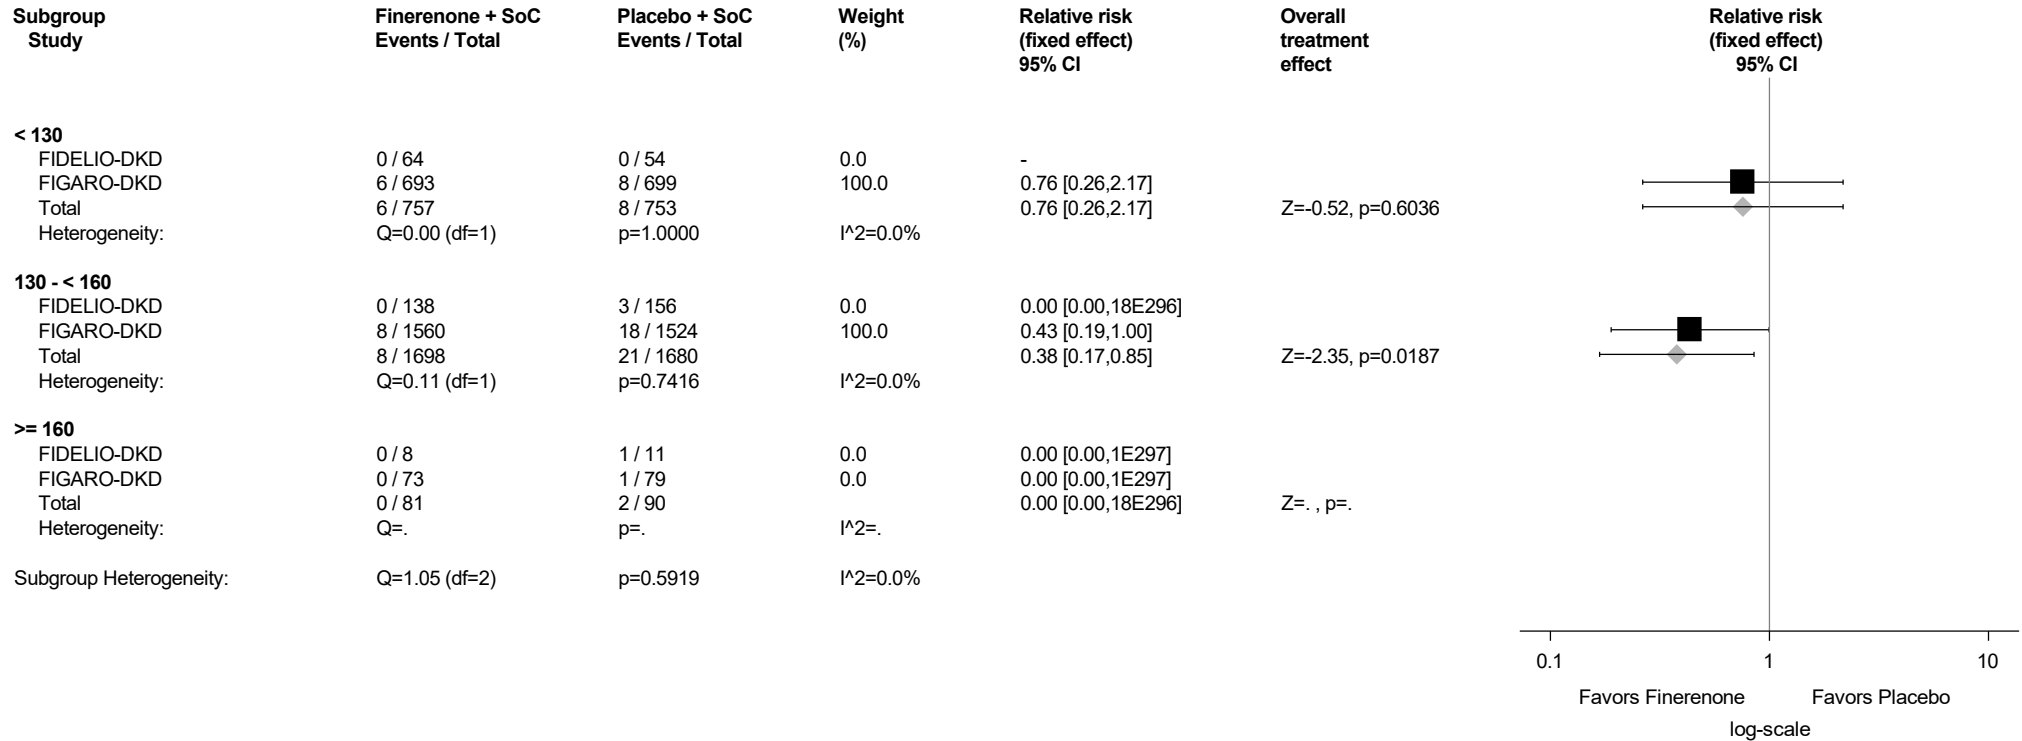 Subgroup Finerenone + SoC Placebo + SoC Weight Relative risk Overall Relative risk
Study Events / Total Events / Total (%) (fixed effect) treatment (fixed effect)
95% CI effect 95% CI
< 130
FIDELIO-DKD 0 / 64 0 / 54 0.0 -
FIGARO-DKD 6 / 693 8 / 699 100.0 0.76 [0.26,2.17]
Total 6 / 757 8 / 753 0.76 [0.26,2.17] Z=-0.52, p=0.6036
Heterogeneity: Q=0.00 (df=1) p=1.0000 I^2=0.0%
130 - < 160
FIDELIO-DKD 0 / 138 3 / 156 0.0 0.00 [0.00,18E296]
FIGARO-DKD 8 / 1560 18 / 1524 100.0 0.43 [0.19,1.00]
Total 8 / 1698 21 / 1680 0.38 [0.17,0.85] Z=-2.35, p=0.0187
Heterogeneity: Q=0.11 (df=1) p=0.7416 I^2=0.0%
>= 160
FIDELIO-DKD 0 / 8 1 / 11 0.0 0.00 [0.00,1E297]
FIGARO-DKD 0 / 73 1 / 79 0.0 0.00 [0.00,1E297]
Total 0 / 81 2 / 90 0.00 [0.00,18E296] Z=. , p=.
Heterogeneity: Q=. p=. I^2=.
Subgroup Heterogeneity: Q=1.05 (df=2) p=0.5919 I^2=0.0%
0.1 1 10
Favors Finerenone Favors Placebo
log-scale